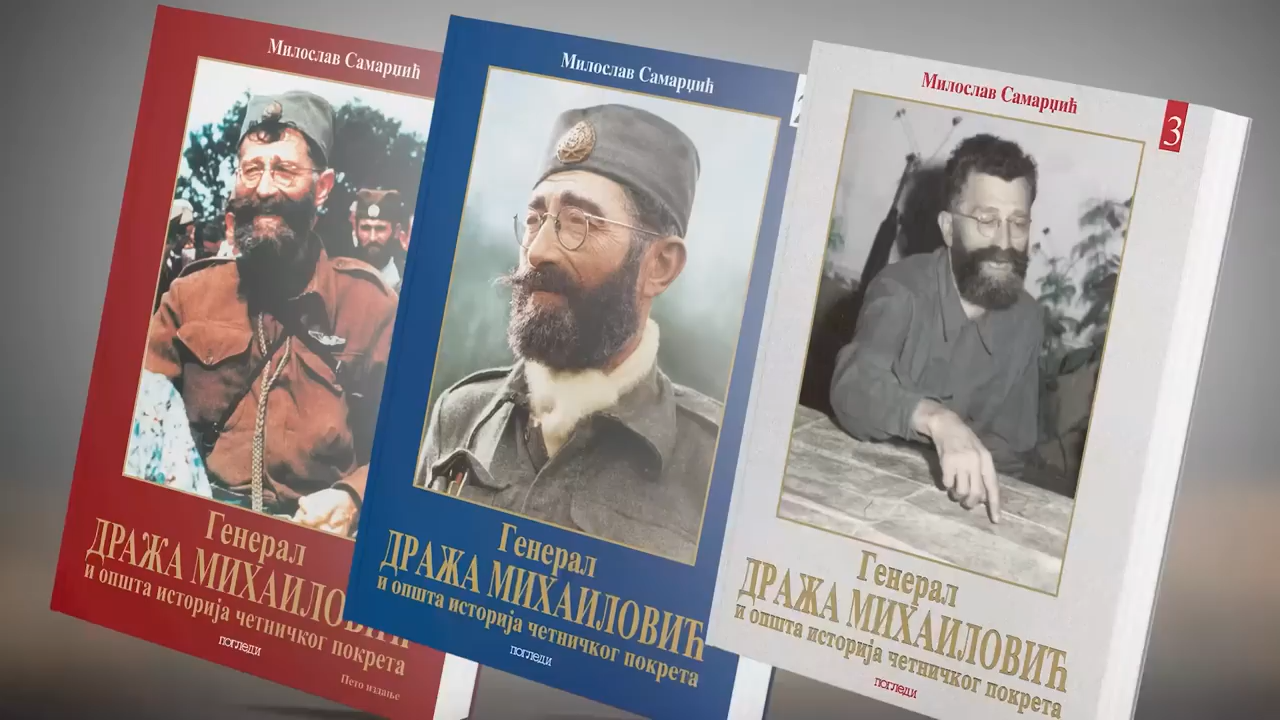 Милослав Самарџић
Генерал
ДРАЖА МИХАИЛОВИЋ
и општа историја четничког покрета
погледи
Пето издање
Милослав Самарџић
Генерал
ДРАЖА МИХАИЛОВИЋ
и општа историја четничког покрета
погледи
Милослав Самарџић
3
Генерал
ДРАЖА МИХАИЛОВИЋ
и општа историја четничког покрета
погледи